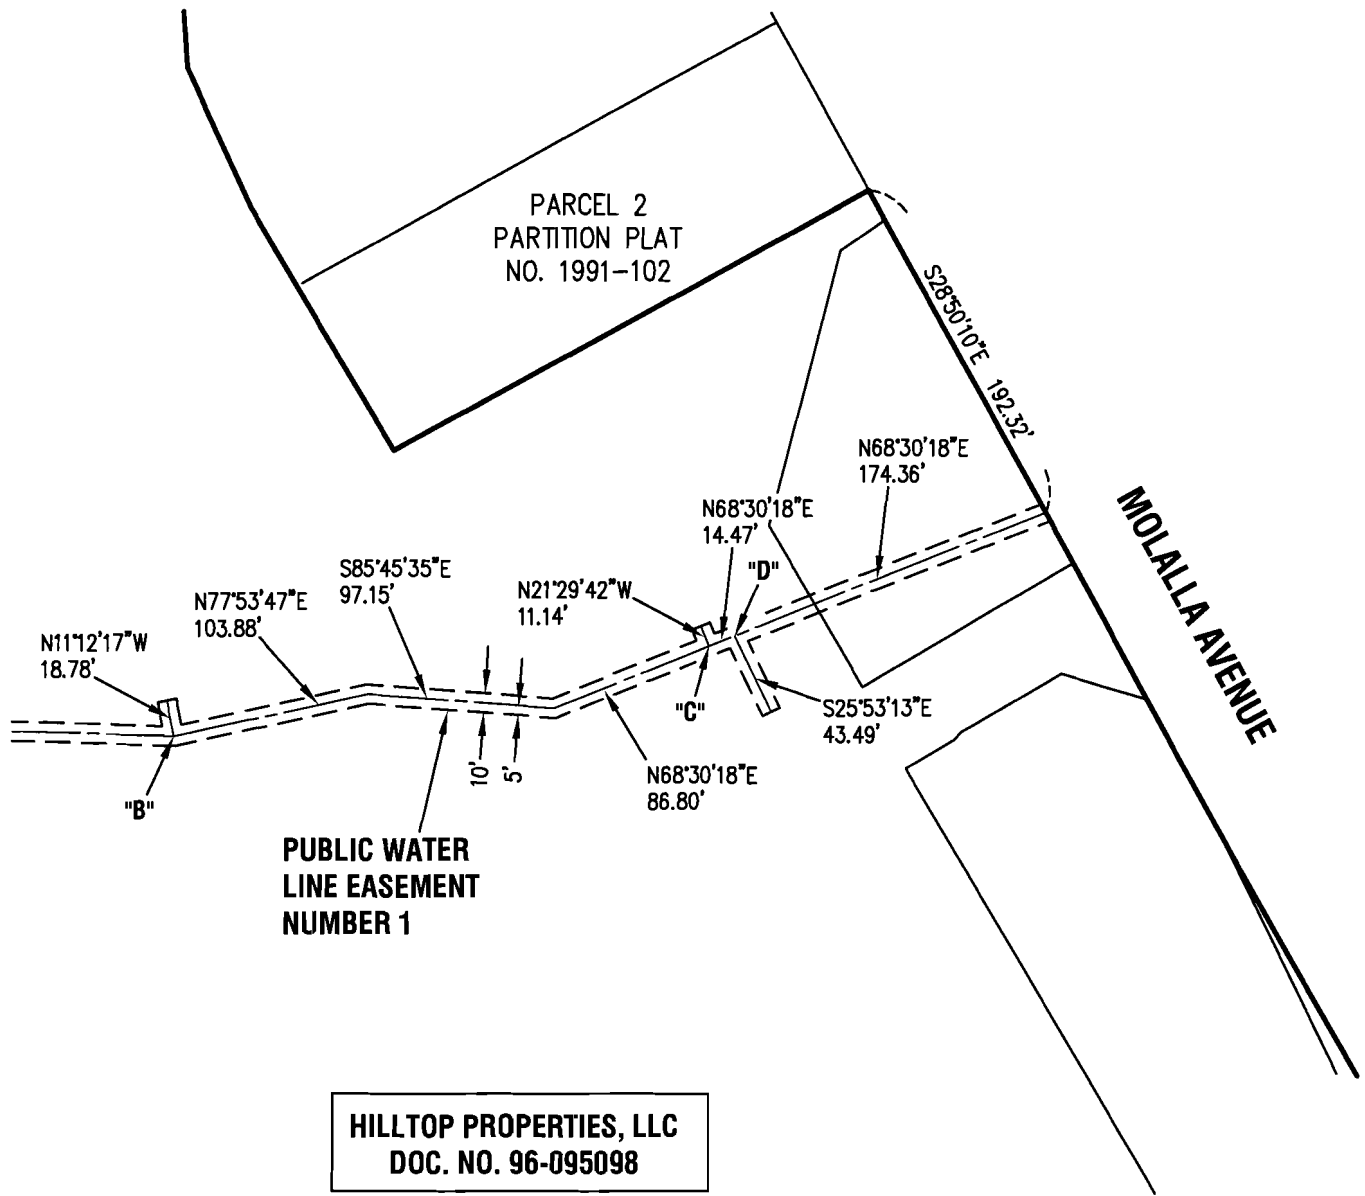 PARCEL 2
PARTITION PLAT
NO. 1991-102
S28°50'10"E 192.32'
N68°30'18"E
174.36'
MOLALLA AVENUE
N68°30'18"E
14.47'
"D"
S85°45'35"E
97.15'
N21°29'42"W
11.14'
N77°53'47"E
103.88'
N11°12'17"W
18.78'
"C"
S25°53'13"E
43.49'
10'
5'
N68°30'18"E
86.80'
"B"
PUBLIC WATER
LINE EASEMENT
NUMBER 1
HILLTOP PROPERTIES, LLC
DOC. NO. 96-095098